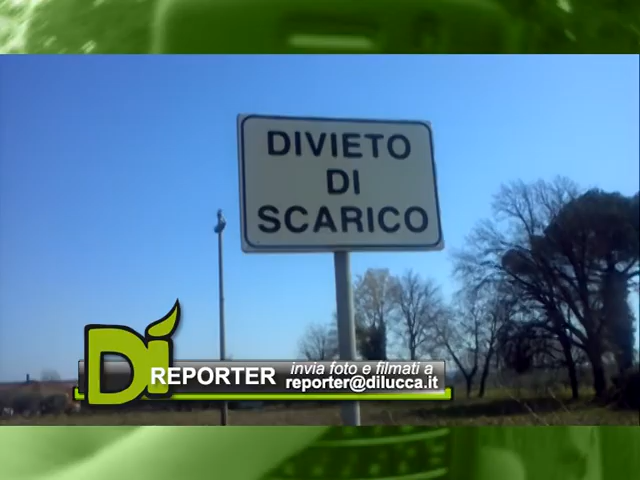 DIVIETO
DI
SCARICO
Di REPORTER
invia foto e filmati a
reporter@dilucca.it